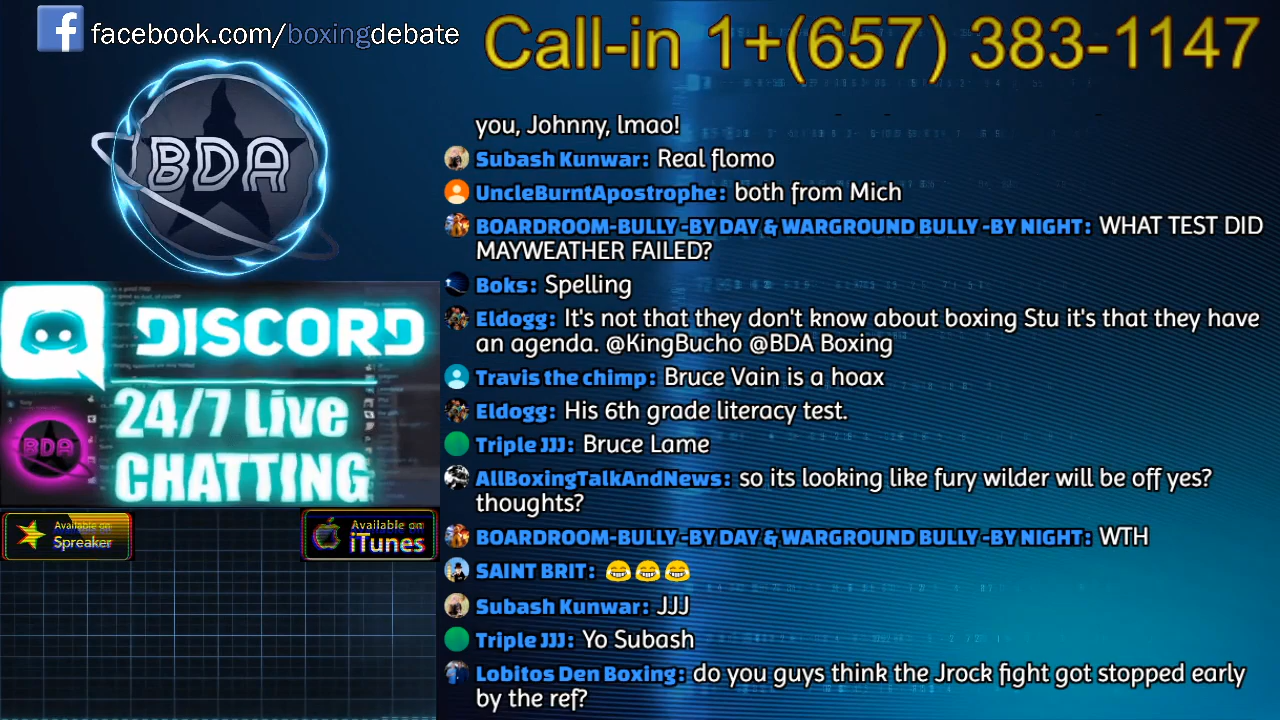 facebook.com/boxingdebate
Call-in 1+(657) 383-1147
BDA
DISCORD
24/7 Live
CHATTING
BDA
Available on
Spreaker
Available on
iTunes
you, Johnny, lmao!
Subash Kunwar: Real flomo
UncleBurntApostrophe: both from Mich
BOARDROOM-BULLY -BY DAY & WARGROUND BULLY -BY NIGHT: WHAT TEST DID
MAYWEATHER FAILED?
Boks: Spelling
Eldogg: It's not that they don't know about boxing Stu it's that they have
an agenda. @KingBucho @BDA Boxing
Travis the chimp: Bruce Vain is a hoax
Eldogg: His 6th grade literacy test.
Triple JJJ: Bruce Lame
AllBoxingTalkAndNews: so its looking like fury wilder will be off yes?
thoughts?
BOARDROOM-BULLY -BY DAY & WARGROUND BULLY -BY NIGHT: WTH
SAINT BRIT: 😂😂😂
Subash Kunwar: JJJ
Triple JJJ: Yo Subash
Lobitos Den Boxing: do you guys think the Jrock fight got stopped early
by the ref?